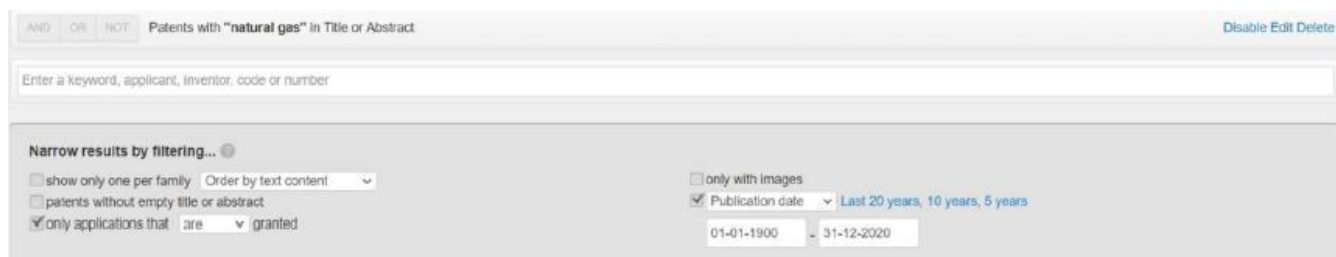 AND OR NOT Patents with "natural gas" in Title or Abstract Disable Edit Delete
Enter a keyword, applicant, inventor, code or number
Narrow results by filtering... ?
show only one per family Order by text content
only with images
patents without empty title or abstract
Publication date Last 20 years, 10 years, 5 years
only applications that are granted
01-01-1900 - 31-12-2020